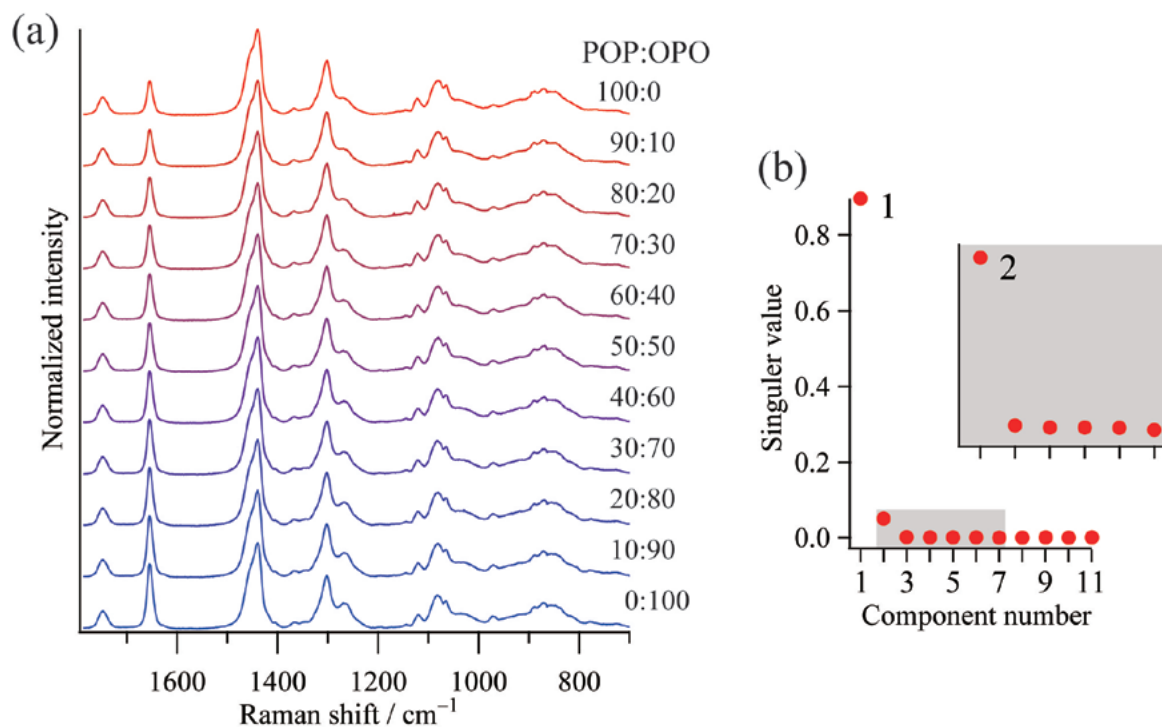 (a)
POP:OPO
100:0
90:10
80:20
70:30
60:40
50:50
40:60
30:70
20:80
10:90
0:100
Normalized intensity
1600 1400 1200 1000 800
Raman shift / cm⁻¹
(b)
1
2
0.8
0.6
0.4
0.2
0.0
Singuler value
1 3 5 7 9 11
Component number